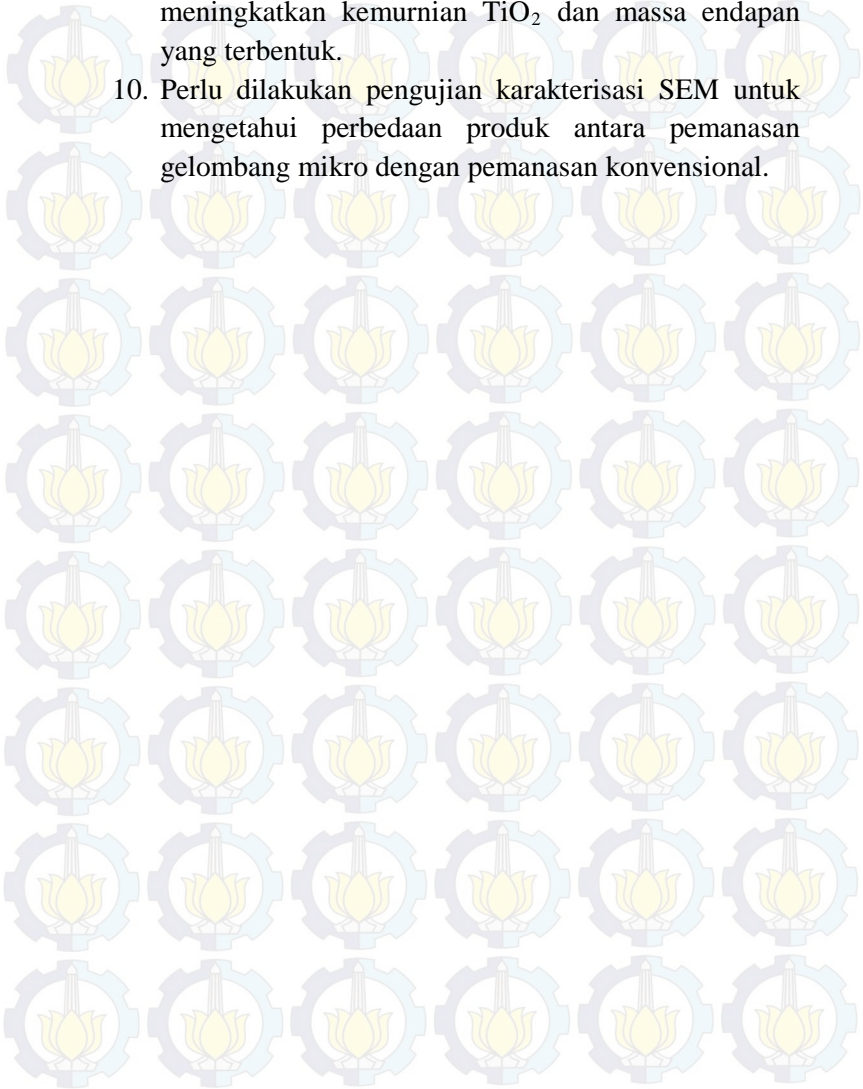 meningkatkan kemurnian TiO₂ dan massa endapan
yang terbentuk.
10. Perlu dilakukan pengujian karakterisasi SEM untuk
mengetahui perbedaan produk antara pemanasan
gelombang mikro dengan pemanasan konvensional.